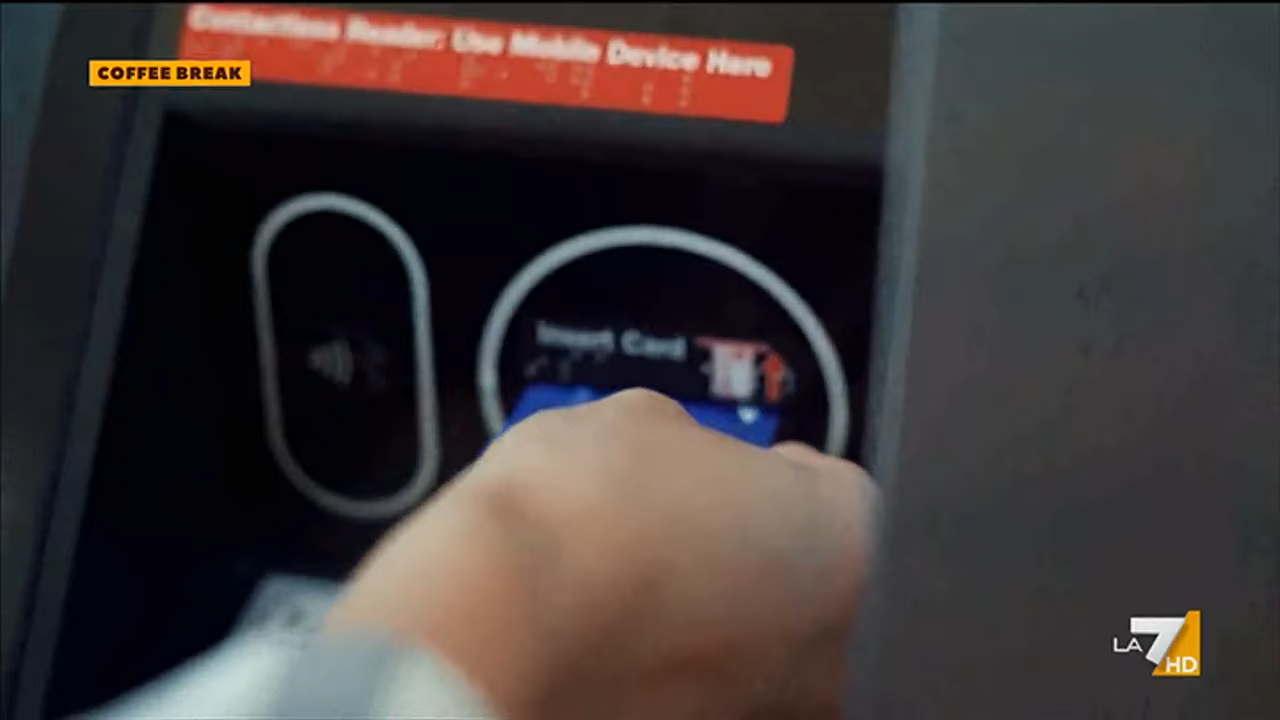 Contactless Reader: Use Mobile Device Here
COFFEE BREAK
Insert Card
LA7
HD